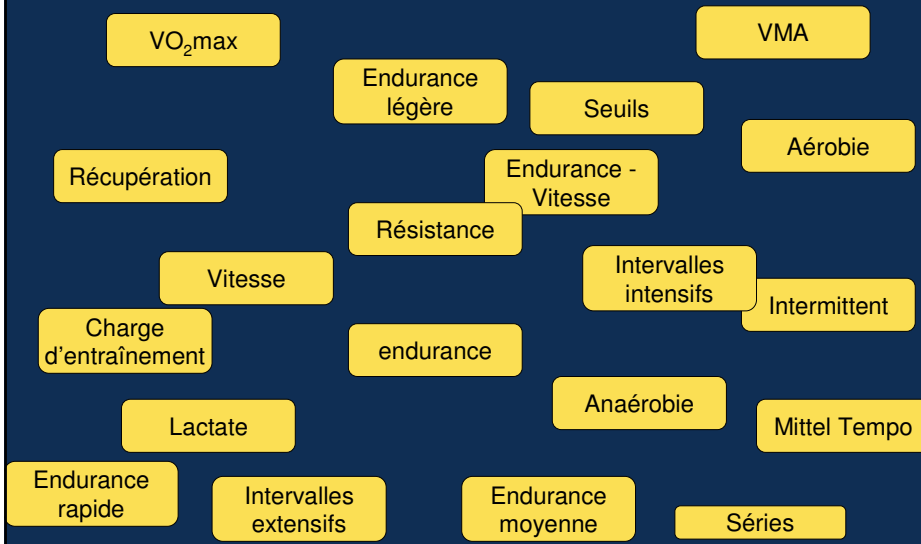 VO₂max
VMA
Endurance
légère
Seuils
Aérobie
Récupération
Endurance -
Vitesse
Résistance
Vitesse
Intervalles
intensifs
Intermittent
Charge
d'entraînement
endurance
Anaérobie
Lactate
Mittel Tempo
Endurance
rapide
Intervalles
extensifs
Endurance
moyenne
Séries